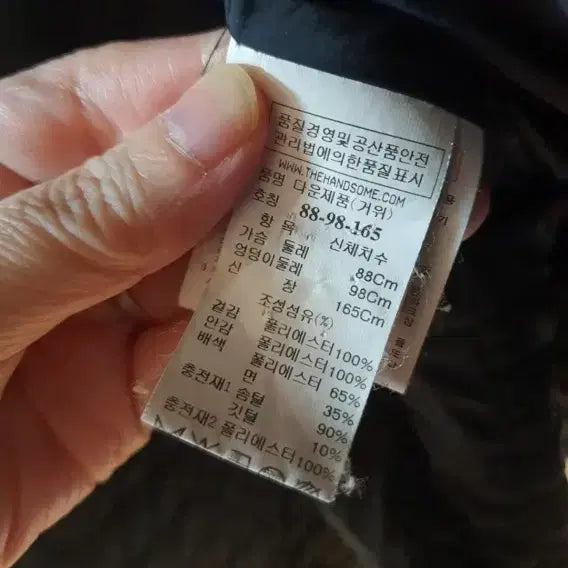 품질경영및공산품안전
관리법에의한품질표시
WWW.THEHANDSOME.COM
품명 다운제품(거위)
호칭 88-98-165
항 목 신체치수
가슴 둘레 88Cm
엉덩이둘레 98Cm
신 장 165Cm
조성섬유(%)
겉감 폴리에스터100%
안감 폴리에스터100%
배색 폴리에스터 65%
면 35%
충전재1 솜털 90%
깃털 10%
충전재2 폴리에스터100%